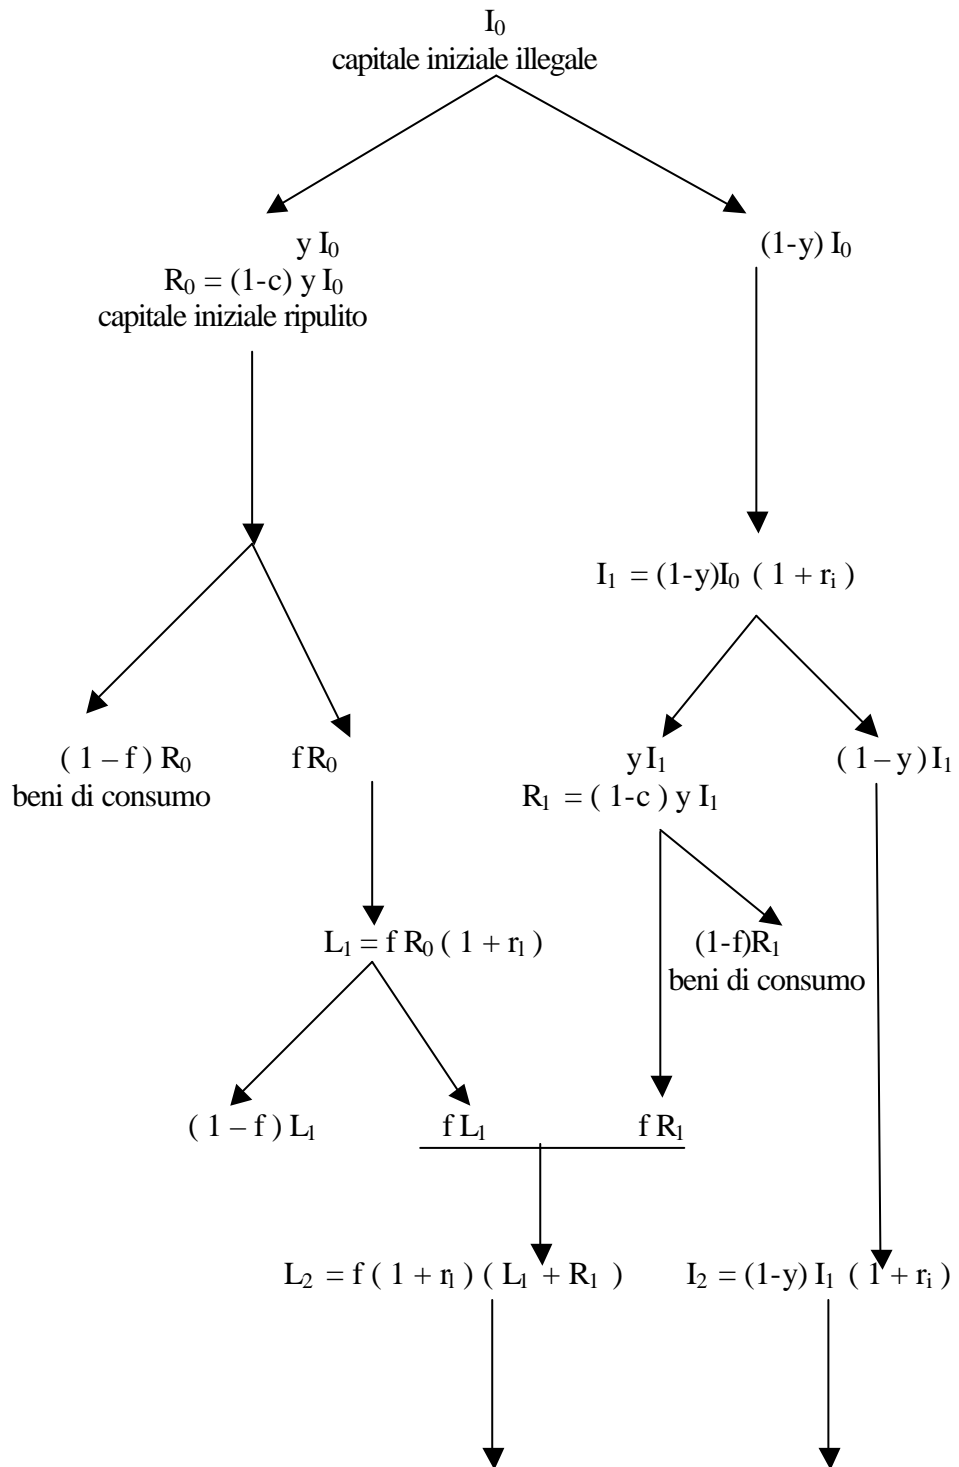 I₀
capitale iniziale illegale
y I₀
(1-y) I₀
R₀ = (1-c) y I₀
capitale iniziale ripulito
I₁ = (1-y)I₀ ( 1 + rᵢ )
( 1 – f ) R₀
f R₀
y I₁
( 1 – y ) I₁
beni di consumo
R₁ = ( 1-c ) y I₁
L₁ = f R₀ ( 1 + rₗ )
(1-f)R₁
beni di consumo
( 1 – f ) L₁
f L₁
f R₁
L₂ = f ( 1 + rₗ ) ( L₁ + R₁ )
I₂ = (1-y) I₁ ( 1 + rᵢ )